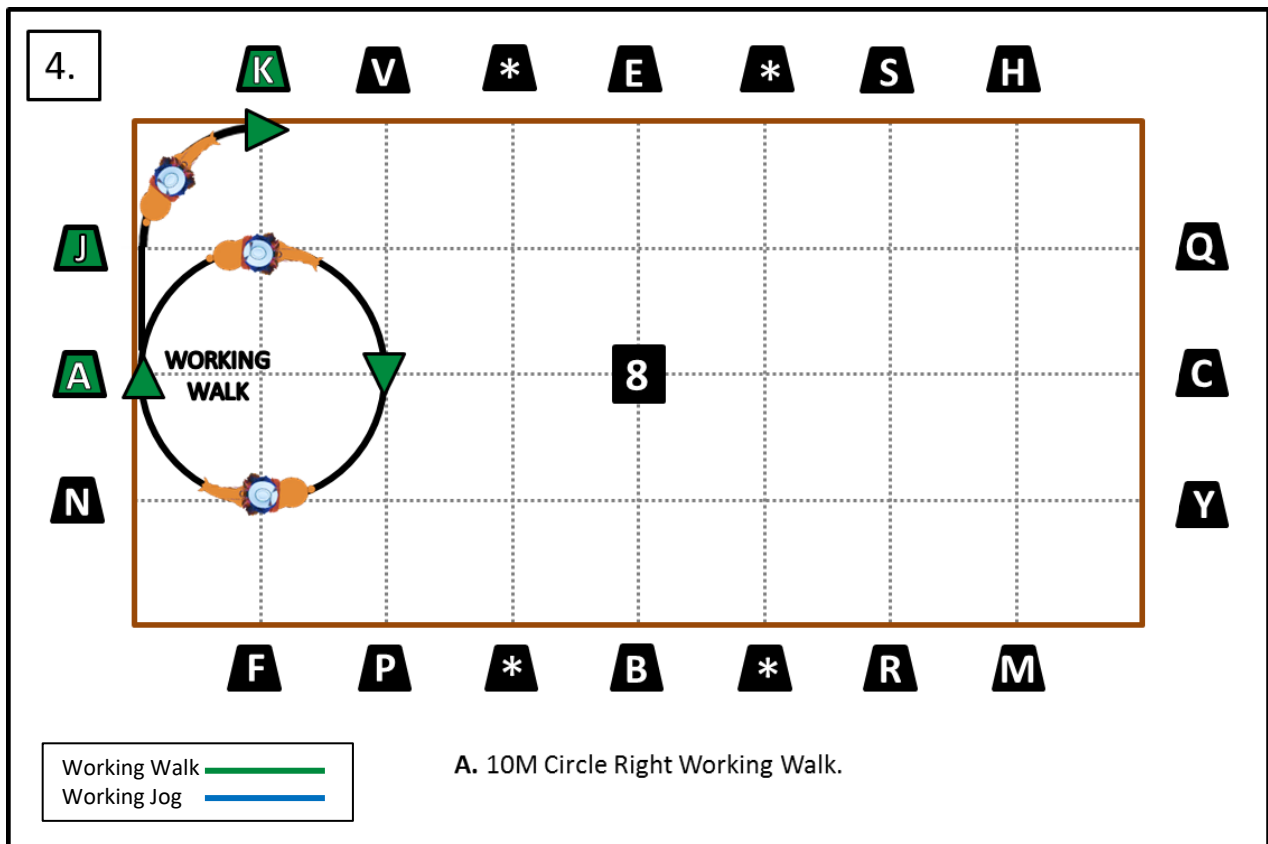 4.
K V * E * S H
J Q
WORKING
WALK
A 8 C
N Y
F P * B * R M
Working Walk
Working Jog
A. 10M Circle Right Working Walk.